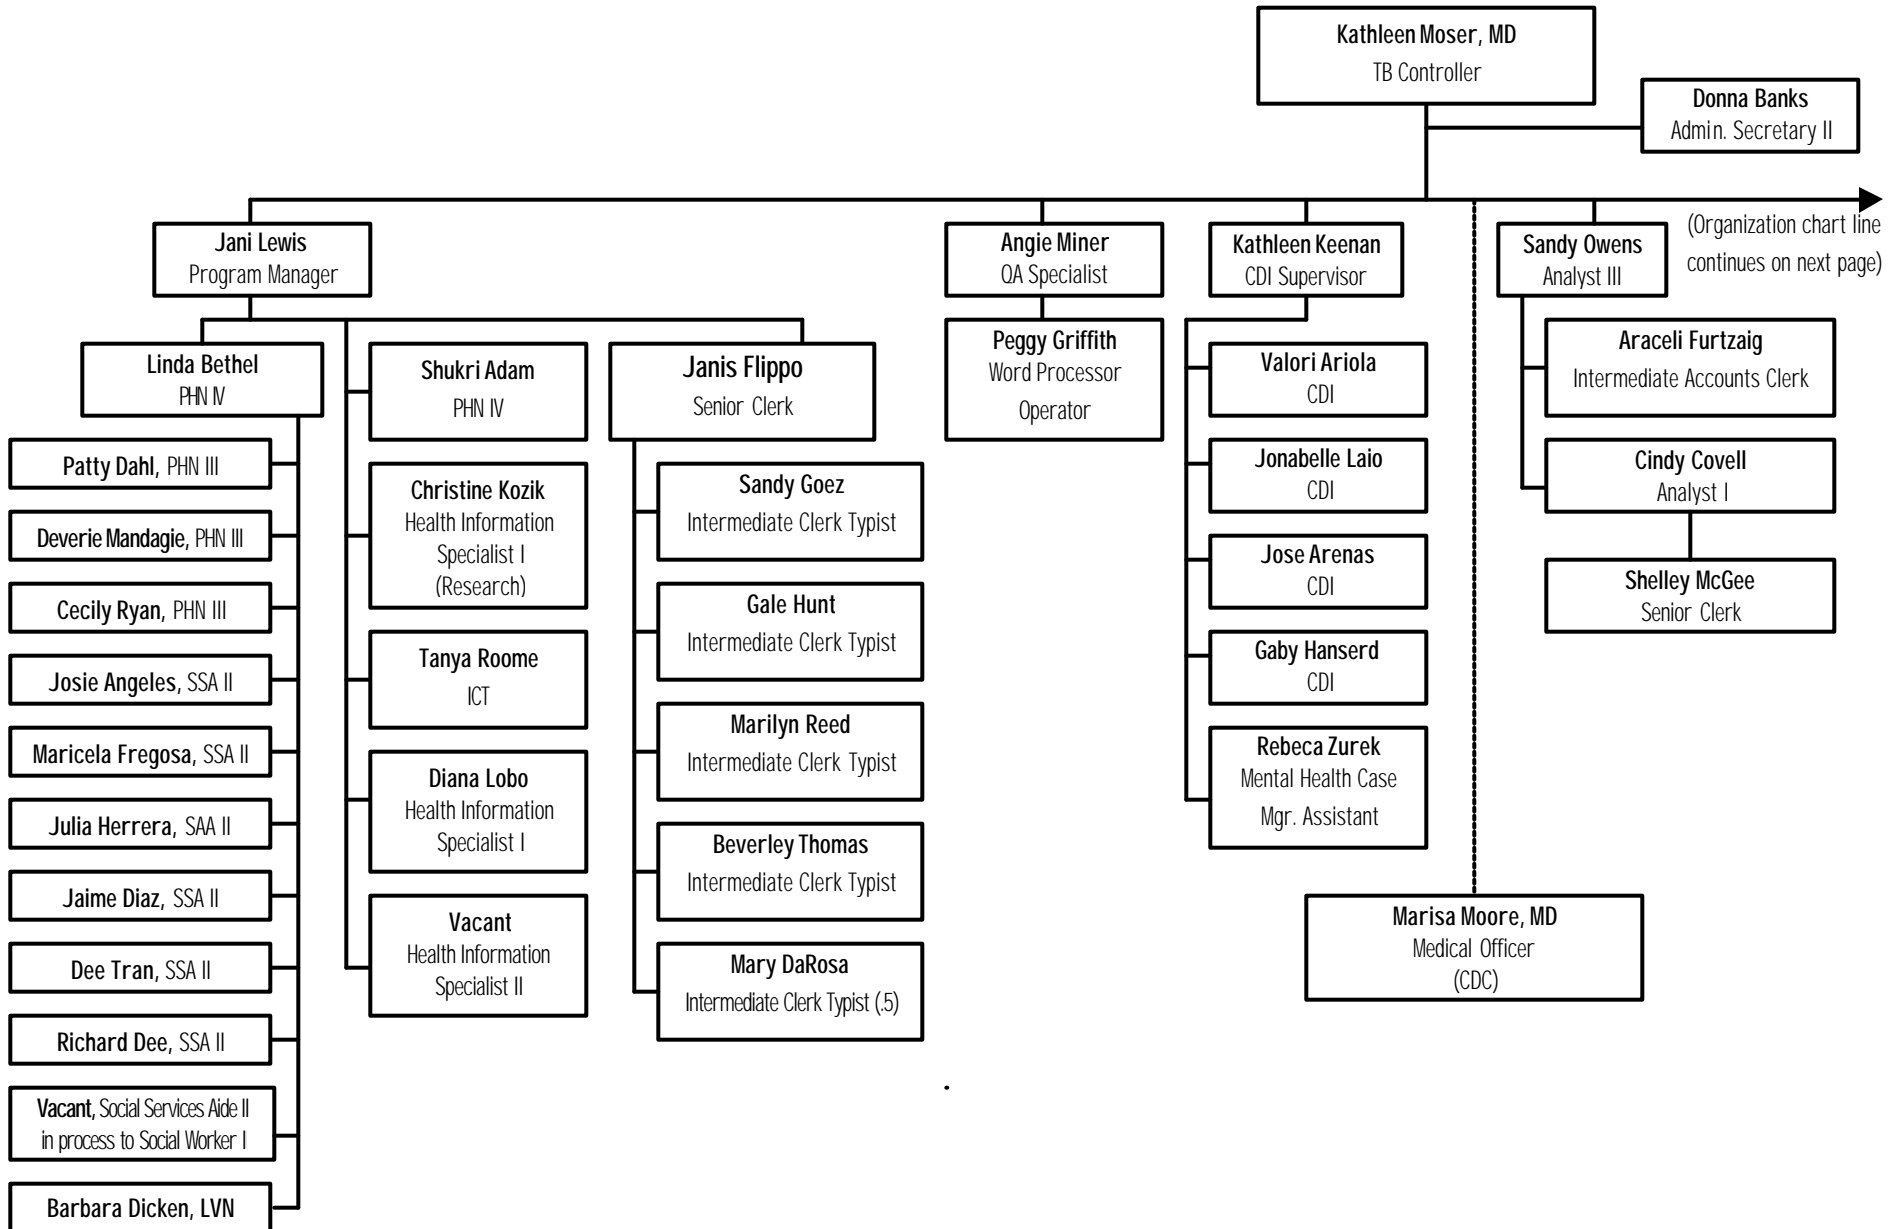 Kathleen Moser, MD
TB Controller
Donna Banks
Admin. Secretary II
(Organization chart line
continues on next page)
Jani Lewis
Program Manager
Angie Miner
QA Specialist
Kathleen Keenan
CDI Supervisor
Sandy Owens
Analyst III
Linda Bethel
PHN IV
Patty Dahl, PHN III
Deverie Mandagie, PHN III
Cecily Ryan, PHN III
Josie Angeles, SSA II
Maricela Fregosa, SSA II
Julia Herrera, SAA II
Jaime Diaz, SSA II
Dee Tran, SSA II
Richard Dee, SSA II
Vacant, Social Services Aide II
in process to Social Worker I
Barbara Dicken, LVN
Shukri Adam
PHN IV
Christine Kozik
Health Information
Specialist I
(Research)
Tanya Roome
ICT
Diana Lobo
Health Information
Specialist I
Vacant
Health Information
Specialist II
Janis Flippo
Senior Clerk
Sandy Goez
Intermediate Clerk Typist
Gale Hunt
Intermediate Clerk Typist
Marilyn Reed
Intermediate Clerk Typist
Beverley Thomas
Intermediate Clerk Typist
Mary DaRosa
Intermediate Clerk Typist (.5)
Peggy Griffith
Word Processor
Operator
Valori Ariola
CDI
Jonabelle Laio
CDI
Jose Arenas
CDI
Gaby Hanserd
CDI
Rebeca Zurek
Mental Health Case
Mgr. Assistant
Marisa Moore, MD
Medical Officer
(CDC)
Araceli Furtzaig
Intermediate Accounts Clerk
Cindy Covell
Analyst I
Shelley McGee
Senior Clerk